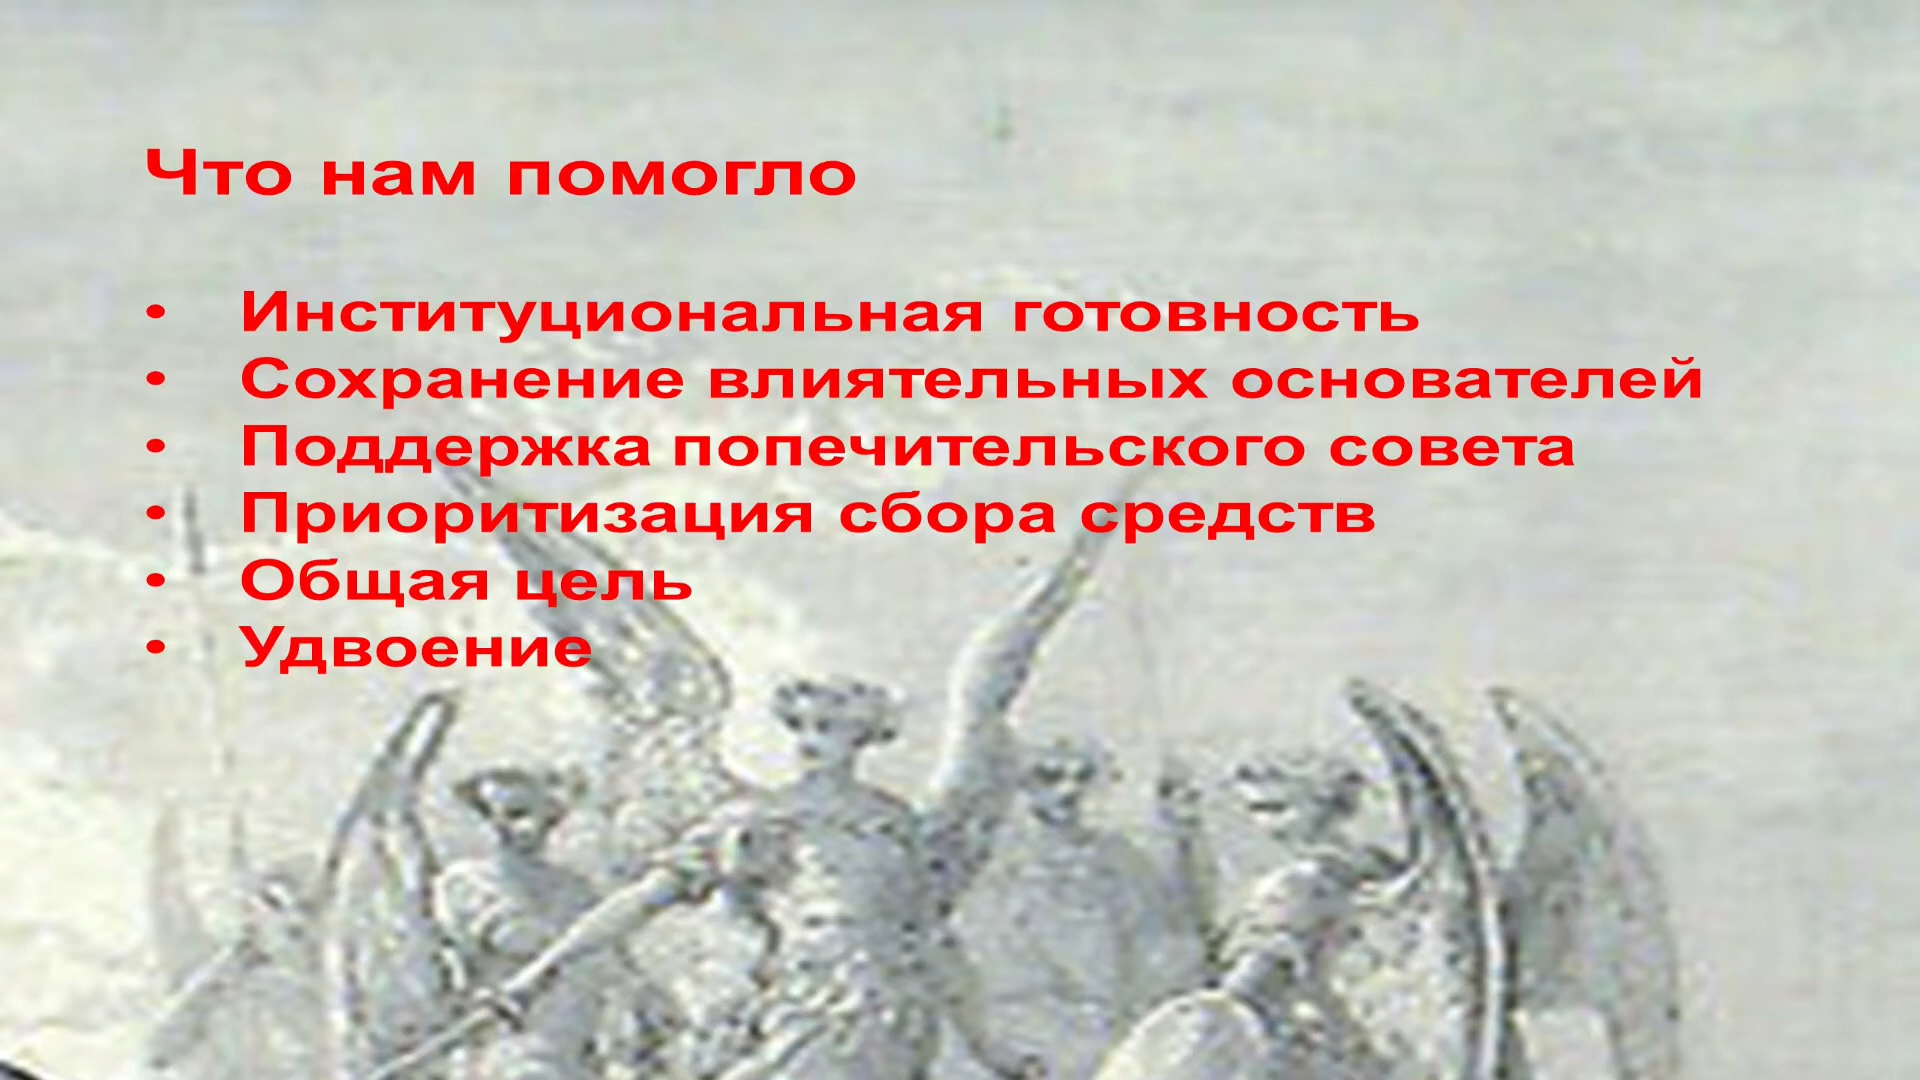 Что нам помогло
• Институциональная готовность
• Сохранение влиятельных основателей
• Поддержка попечительского совета
• Приоритизация сбора средств
• Общая цель
• Удвоение